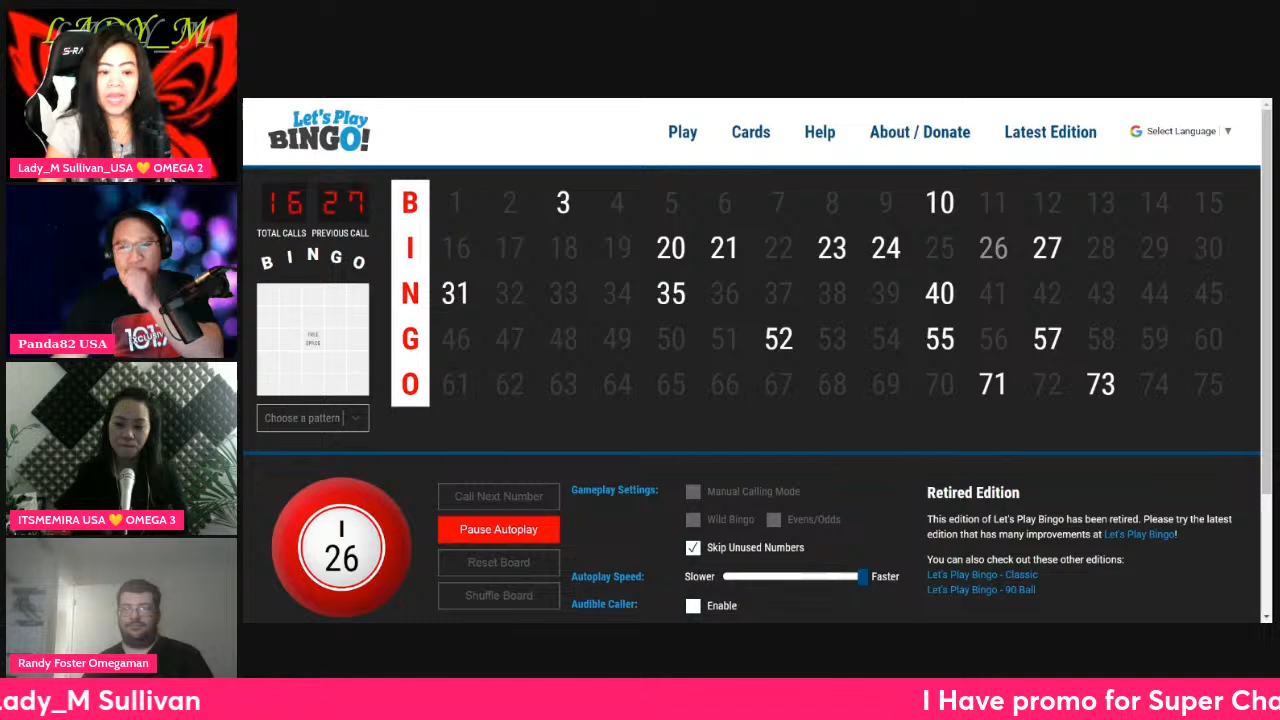 LADY_M
Lady_M Sullivan_USA 💛 OMEGA 2
101.7
EXCLUSIV
Panda82 USA
ITSMEMIRA USA 💛 OMEGA 3
Randy Foster Omegaman
Let's Play
BINGO!
Play Cards Help About / Donate Latest Edition Select Language ▼
16 27
TOTAL CALLS PREVIOUS CALL
BINGO
FREE
SPACE
Choose a pattern
B 1 2 3 4 5 6 7 8 9 10 11 12 13 14 15
I 16 17 18 19 20 21 22 23 24 25 26 27 28 29 30
N 31 32 33 34 35 36 37 38 39 40 41 42 43 44 45
G 46 47 48 49 50 51 52 53 54 55 56 57 58 59 60
O 61 62 63 64 65 66 67 68 69 70 71 72 73 74 75
I
26
Call Next Number
Pause Autoplay
Reset Board
Shuffle Board
Gameplay Settings:
Manual Calling Mode
Wild Bingo Evens/Odds
Skip Unused Numbers
Autoplay Speed: Slower Faster
Audible Caller: Enable
Retired Edition
This edition of Let's Play Bingo has been retired. Please try the latest
edition that has many improvements at Let's Play Bingo!
You can also check out these other editions:
Let's Play Bingo - Classic
Let's Play Bingo - 90 Ball
Lady_M Sullivan I Have promo for Super Cha